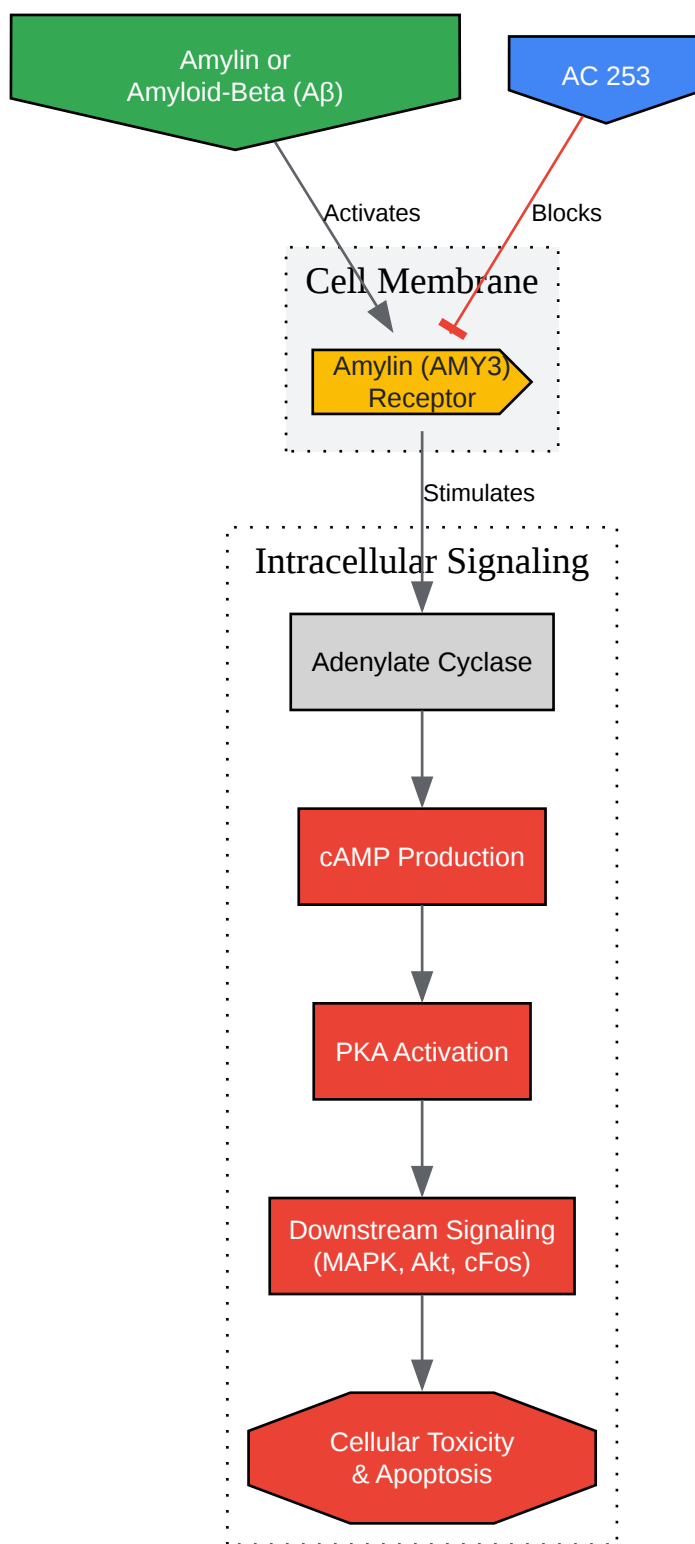 Amylin or
Amyloid-Beta (Aβ)
AC 253
Activates
Blocks
Cell Membrane
Amylin (AMY3)
Receptor
Stimulates
Intracellular Signaling
Adenylate Cyclase
cAMP Production
PKA Activation
Downstream Signaling
(MAPK, Akt, cFos)
Cellular Toxicity
& Apoptosis